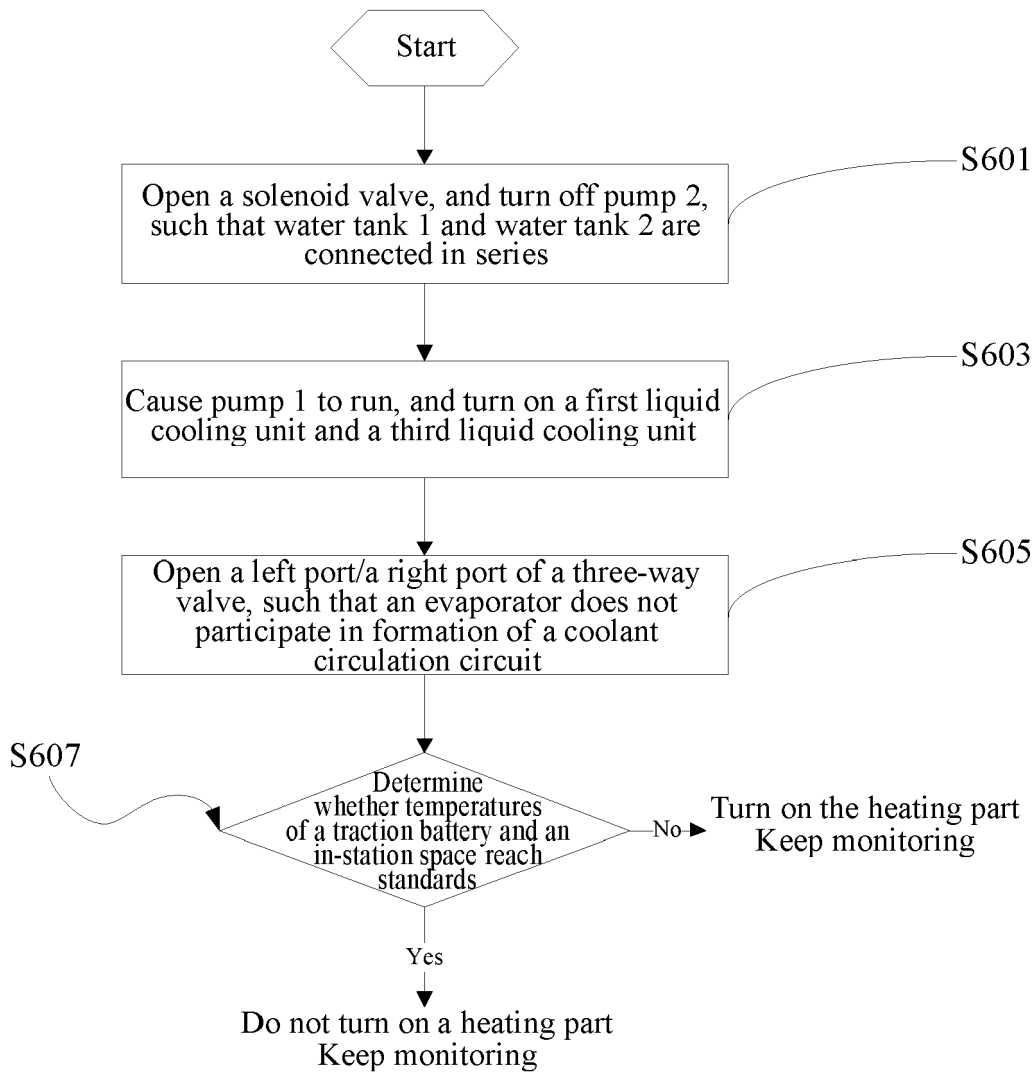 Start
S601
Open a solenoid valve, and turn off pump 2,
such that water tank 1 and water tank 2 are
connected in series
S603
Cause pump 1 to run, and turn on a first liquid
cooling unit and a third liquid cooling unit
S605
Open a left port/a right port of a three-way
valve, such that an evaporator does not
participate in formation of a coolant
circulation circuit
S607
Determine
whether temperatures
of a traction battery and an
in-station space reach
standards
No
Turn on the heating part
Keep monitoring
Yes
Do not turn on a heating part
Keep monitoring